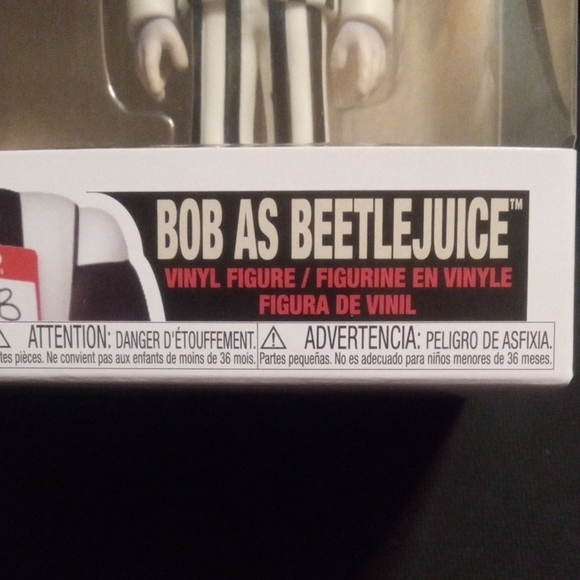 BOB AS BEETLEJUICE™
VINYL FIGURE / FIGURINE EN VINYLE
FIGURA DE VINIL
ATTENTION: DANGER D'ÉTOUFFEMENT.
tes pièces. Ne convient pas aux enfants de moins de 36 mois.
ADVERTENCIA: PELIGRO DE ASFIXIA.
Partes pequeñas. No es adecuado para niños menores de 36 meses.